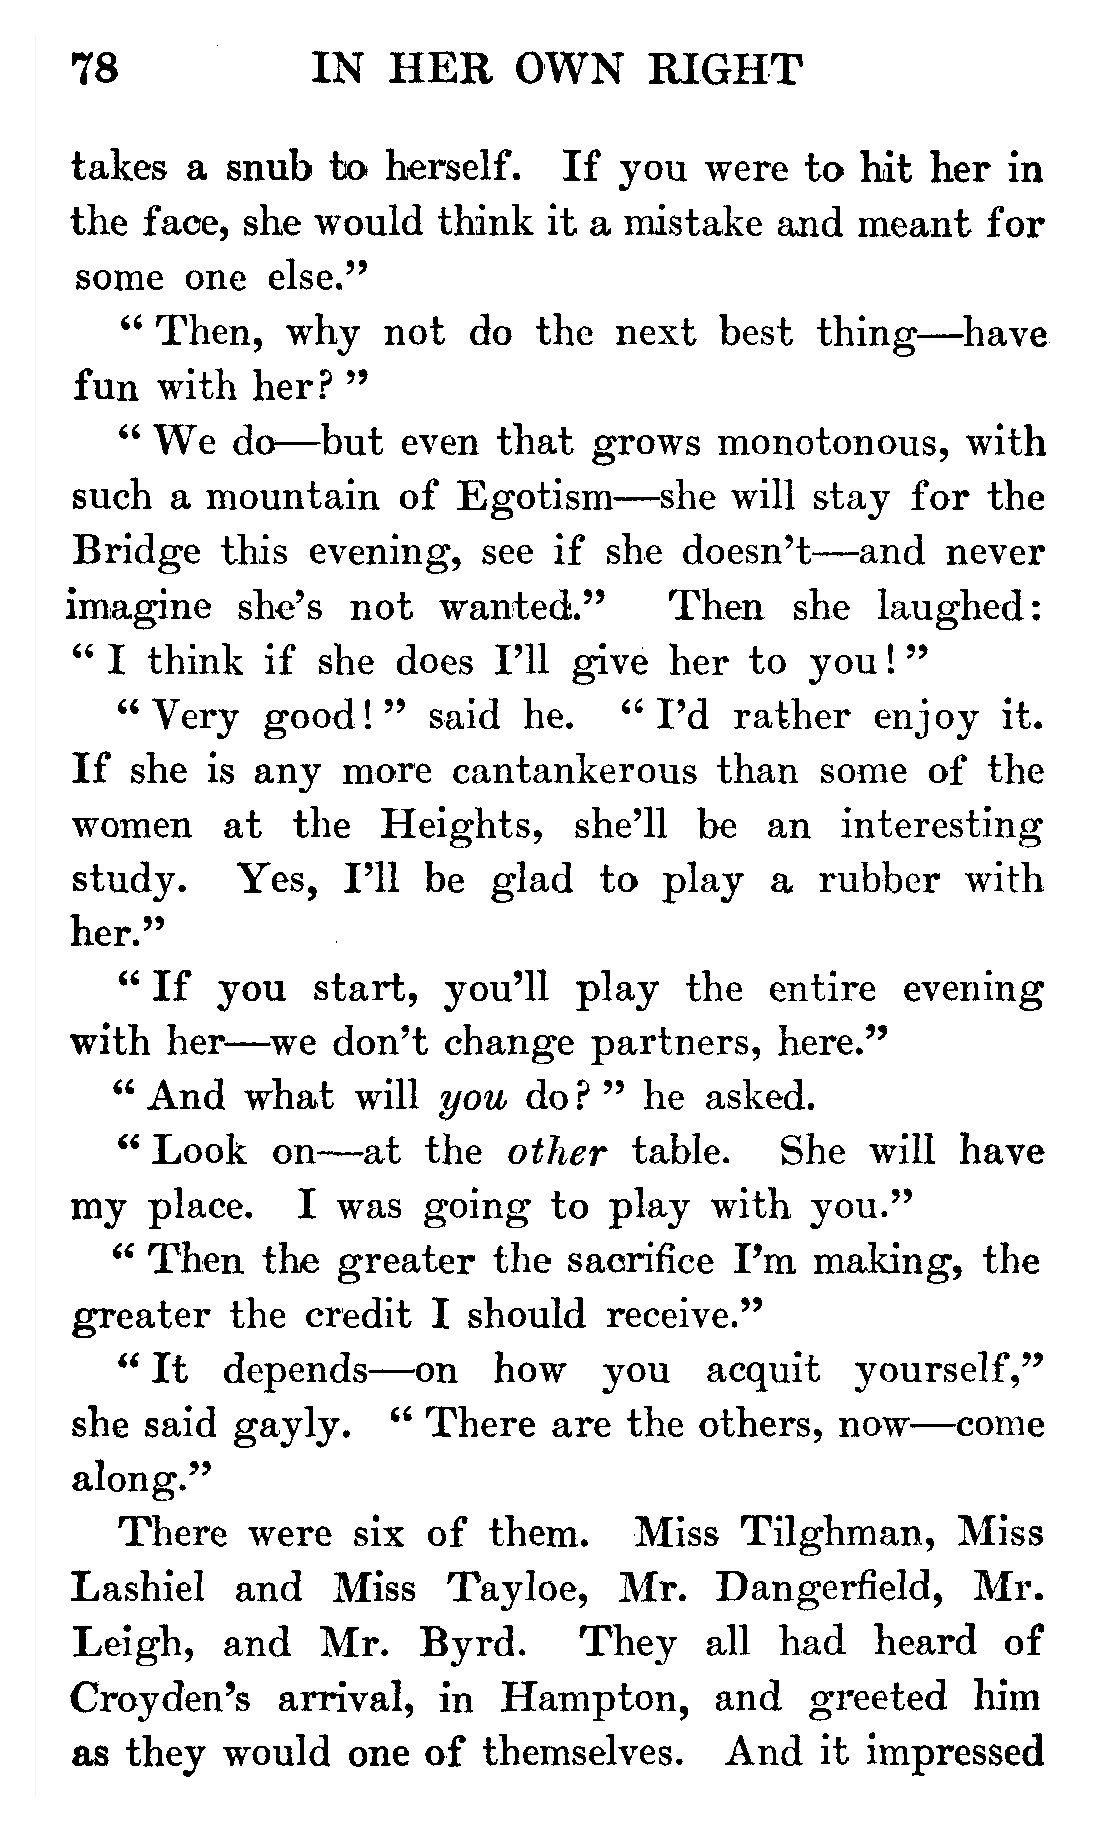 78 IN HER OWN RIGHT
takes a snub to herself. If you were to hit her in
the face, she would think it a mistake and meant for
some one else.”
“ Then, why not do the next best thing—have
fun with her? ”
“ We do—but even that grows monotonous, with
such a mountain of Egotism—she will stay for the
Bridge this evening, see if she doesn’t—and never
imagine she’s not wanted.” Then she laughed:
“ I think if she does I’ll give her to you! ”
“ Very good! ” said he. “ I’d rather enjoy it.
If she is any more cantankerous than some of the
women at the Heights, she’ll be an interesting
study. Yes, I’ll be glad to play a rubber with
her.”
“ If you start, you’ll play the entire evening
with her—we don’t change partners, here.”
“ And what will you do? ” he asked.
“ Look on—at the other table. She will have
my place. I was going to play with you.”
“ Then the greater the sacrifice I’m making, the
greater the credit I should receive.”
“ It depends—on how you acquit yourself,”
she said gayly. “ There are the others, now—come
along.”
There were six of them. Miss Tilghman, Miss
Lashiel and Miss Tayloe, Mr. Dangerfield, Mr.
Leigh, and Mr. Byrd. They all had heard of
Croyden’s arrival, in Hampton, and greeted him
as they would one of themselves. And it impressed